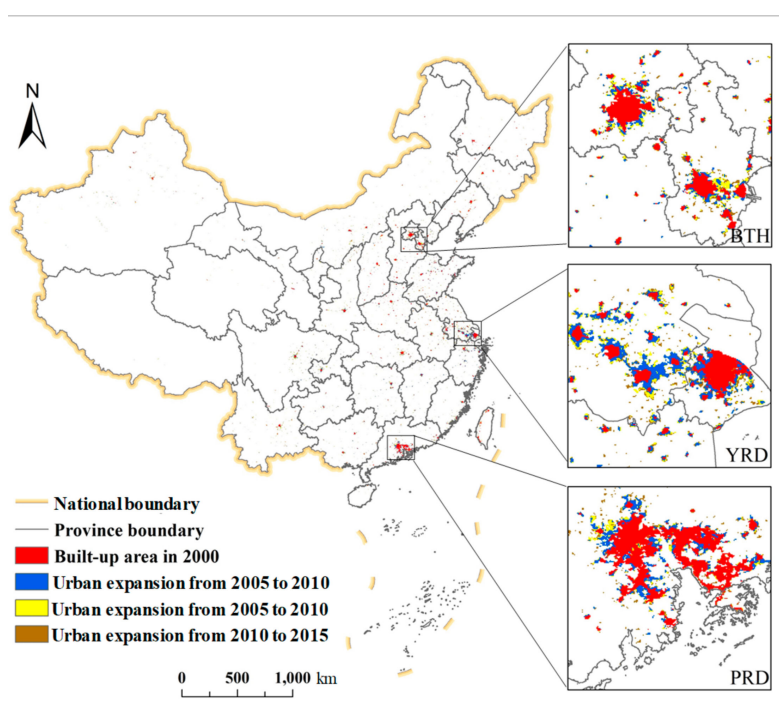 N
BTH
YRD
PRD
National boundary
Province boundary
Built-up area in 2000
Urban expansion from 2005 to 2010
Urban expansion from 2005 to 2010
Urban expansion from 2010 to 2015
0 500 1,000 km